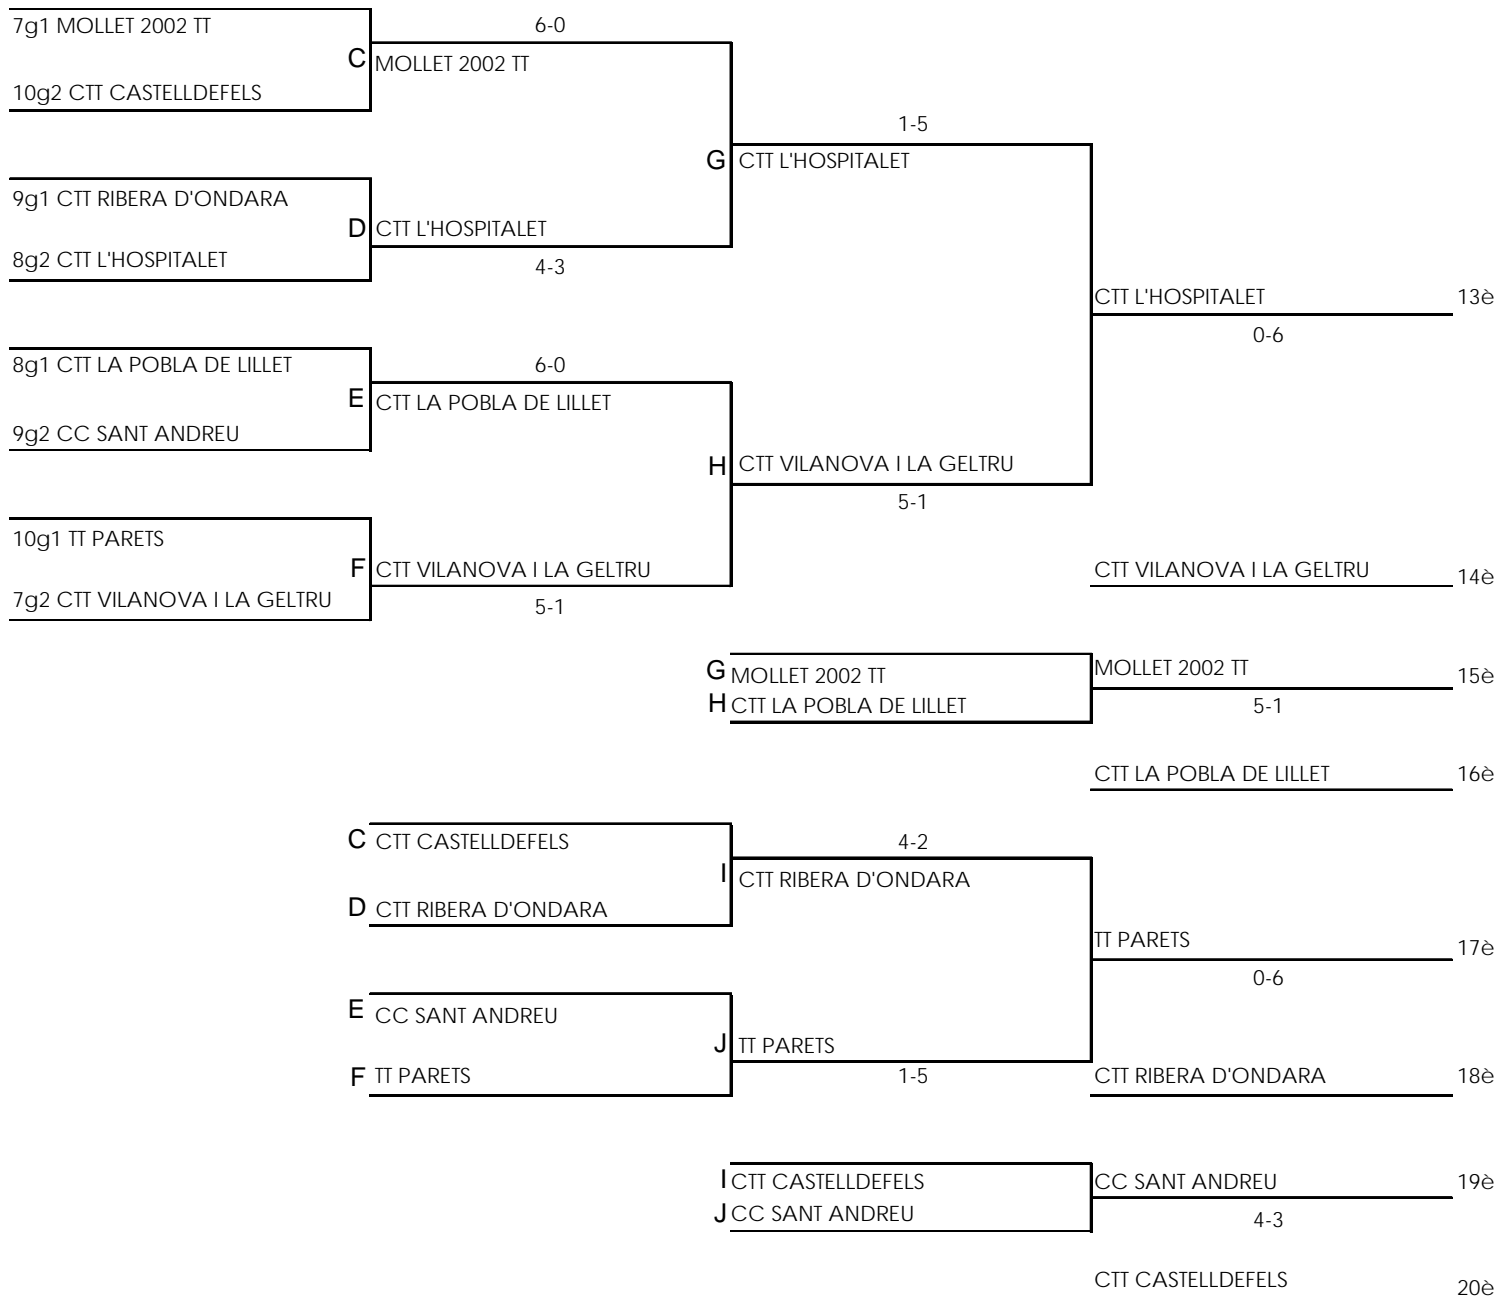 7g1 MOLLET 2002 TT
6-0
C
MOLLET 2002 TT
10g2 CTT CASTELLDEFELS
1-5
G
CTT L'HOSPITALET
9g1 CTT RIBERA D'ONDARA
D
CTT L'HOSPITALET
8g2 CTT L'HOSPITALET
4-3
CTT L'HOSPITALET
13è
0-6
8g1 CTT LA POBLA DE LILLET
6-0
E
CTT LA POBLA DE LILLET
9g2 CC SANT ANDREU
H
CTT VILANOVA I LA GELTRU
5-1
10g1 TT PARETS
F
CTT VILANOVA I LA GELTRU
CTT VILANOVA I LA GELTRU
14è
7g2 CTT VILANOVA I LA GELTRU
5-1
G
MOLLET 2002 TT
MOLLET 2002 TT
15è
H
CTT LA POBLA DE LILLET
5-1
CTT LA POBLA DE LILLET
16è
C
CTT CASTELLDEFELS
4-2
I
CTT RIBERA D'ONDARA
D
CTT RIBERA D'ONDARA
TT PARETS
17è
0-6
E
CC SANT ANDREU
J
TT PARETS
F
TT PARETS
1-5
CTT RIBERA D'ONDARA
18è
I
CTT CASTELLDEFELS
CC SANT ANDREU
19è
J
CC SANT ANDREU
4-3
CTT CASTELLDEFELS
20è